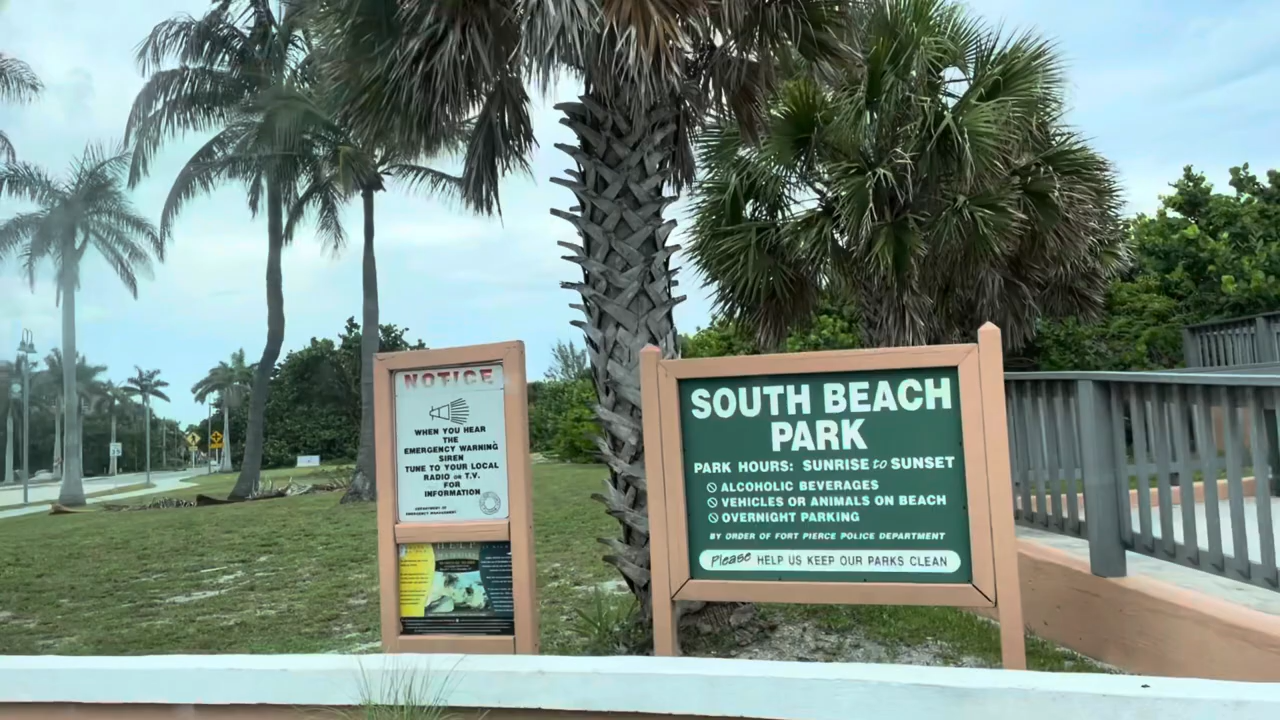 NOTICE
WHEN YOU HEAR
THE
EMERGENCY WARNING
SIREN
TUNE TO YOUR LOCAL
RADIO OR T.V.
FOR
INFORMATION
DEPARTMENT OF
EMERGENCY MANAGEMENT
HELP
SOUTH BEACH
PARK
PARK HOURS: SUNRISE to SUNSET
ALCOHOLIC BEVERAGES
VEHICLES OR ANIMALS ON BEACH
OVERNIGHT PARKING
BY ORDER OF FORT PIERCE POLICE DEPARTMENT
Please HELP US KEEP OUR PARKS CLEAN